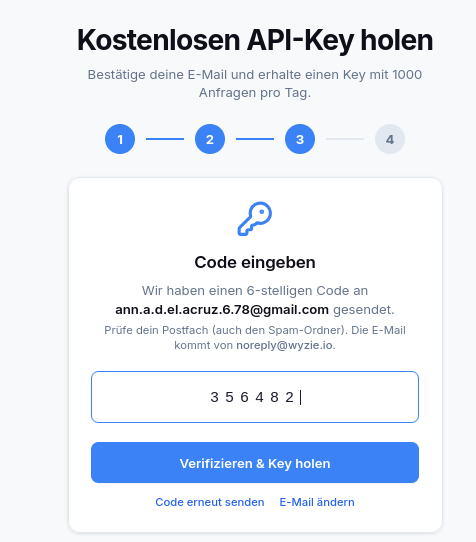 Kostenlosen API-Key holen
Bestätige deine E-Mail und erhalte einen Key mit 1000
Anfragen pro Tag.
1 2 3 4
Code eingeben
Wir haben einen 6-stelligen Code an
ann.a.d.el.acruz.6.78@gmail.com gesendet.
Prüfe dein Postfach (auch den Spam-Ordner). Die E-Mail
kommt von noreply@wyzie.io.
356482
Verifizieren & Key holen
Code erneut senden E-Mail ändern